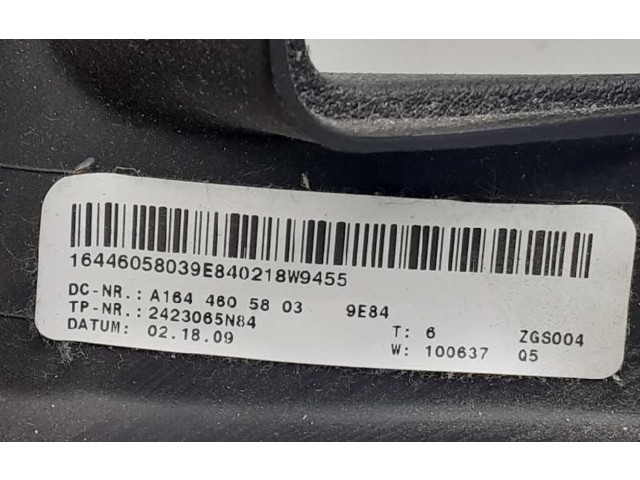 16446058039E840218W9455
DC-NR.: A164 460 58 03 9E84
TP-NR.: 2423065N84
DATUM: 02.18.09
T: 6 ZGS004
W: 100637 Q5